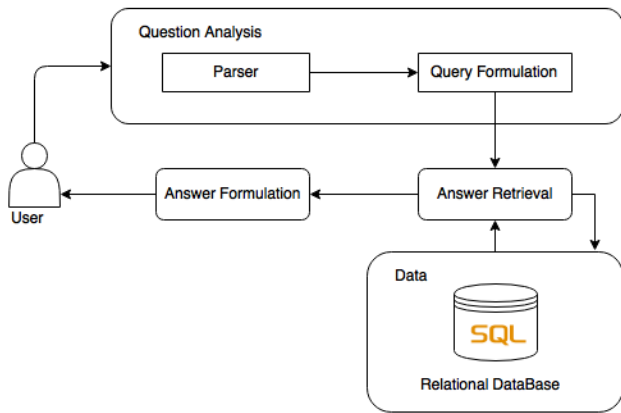 Question Analysis
Parser
Query Formulation
Answer Formulation
Answer Retrieval
User
Data
SQL
Relational DataBase